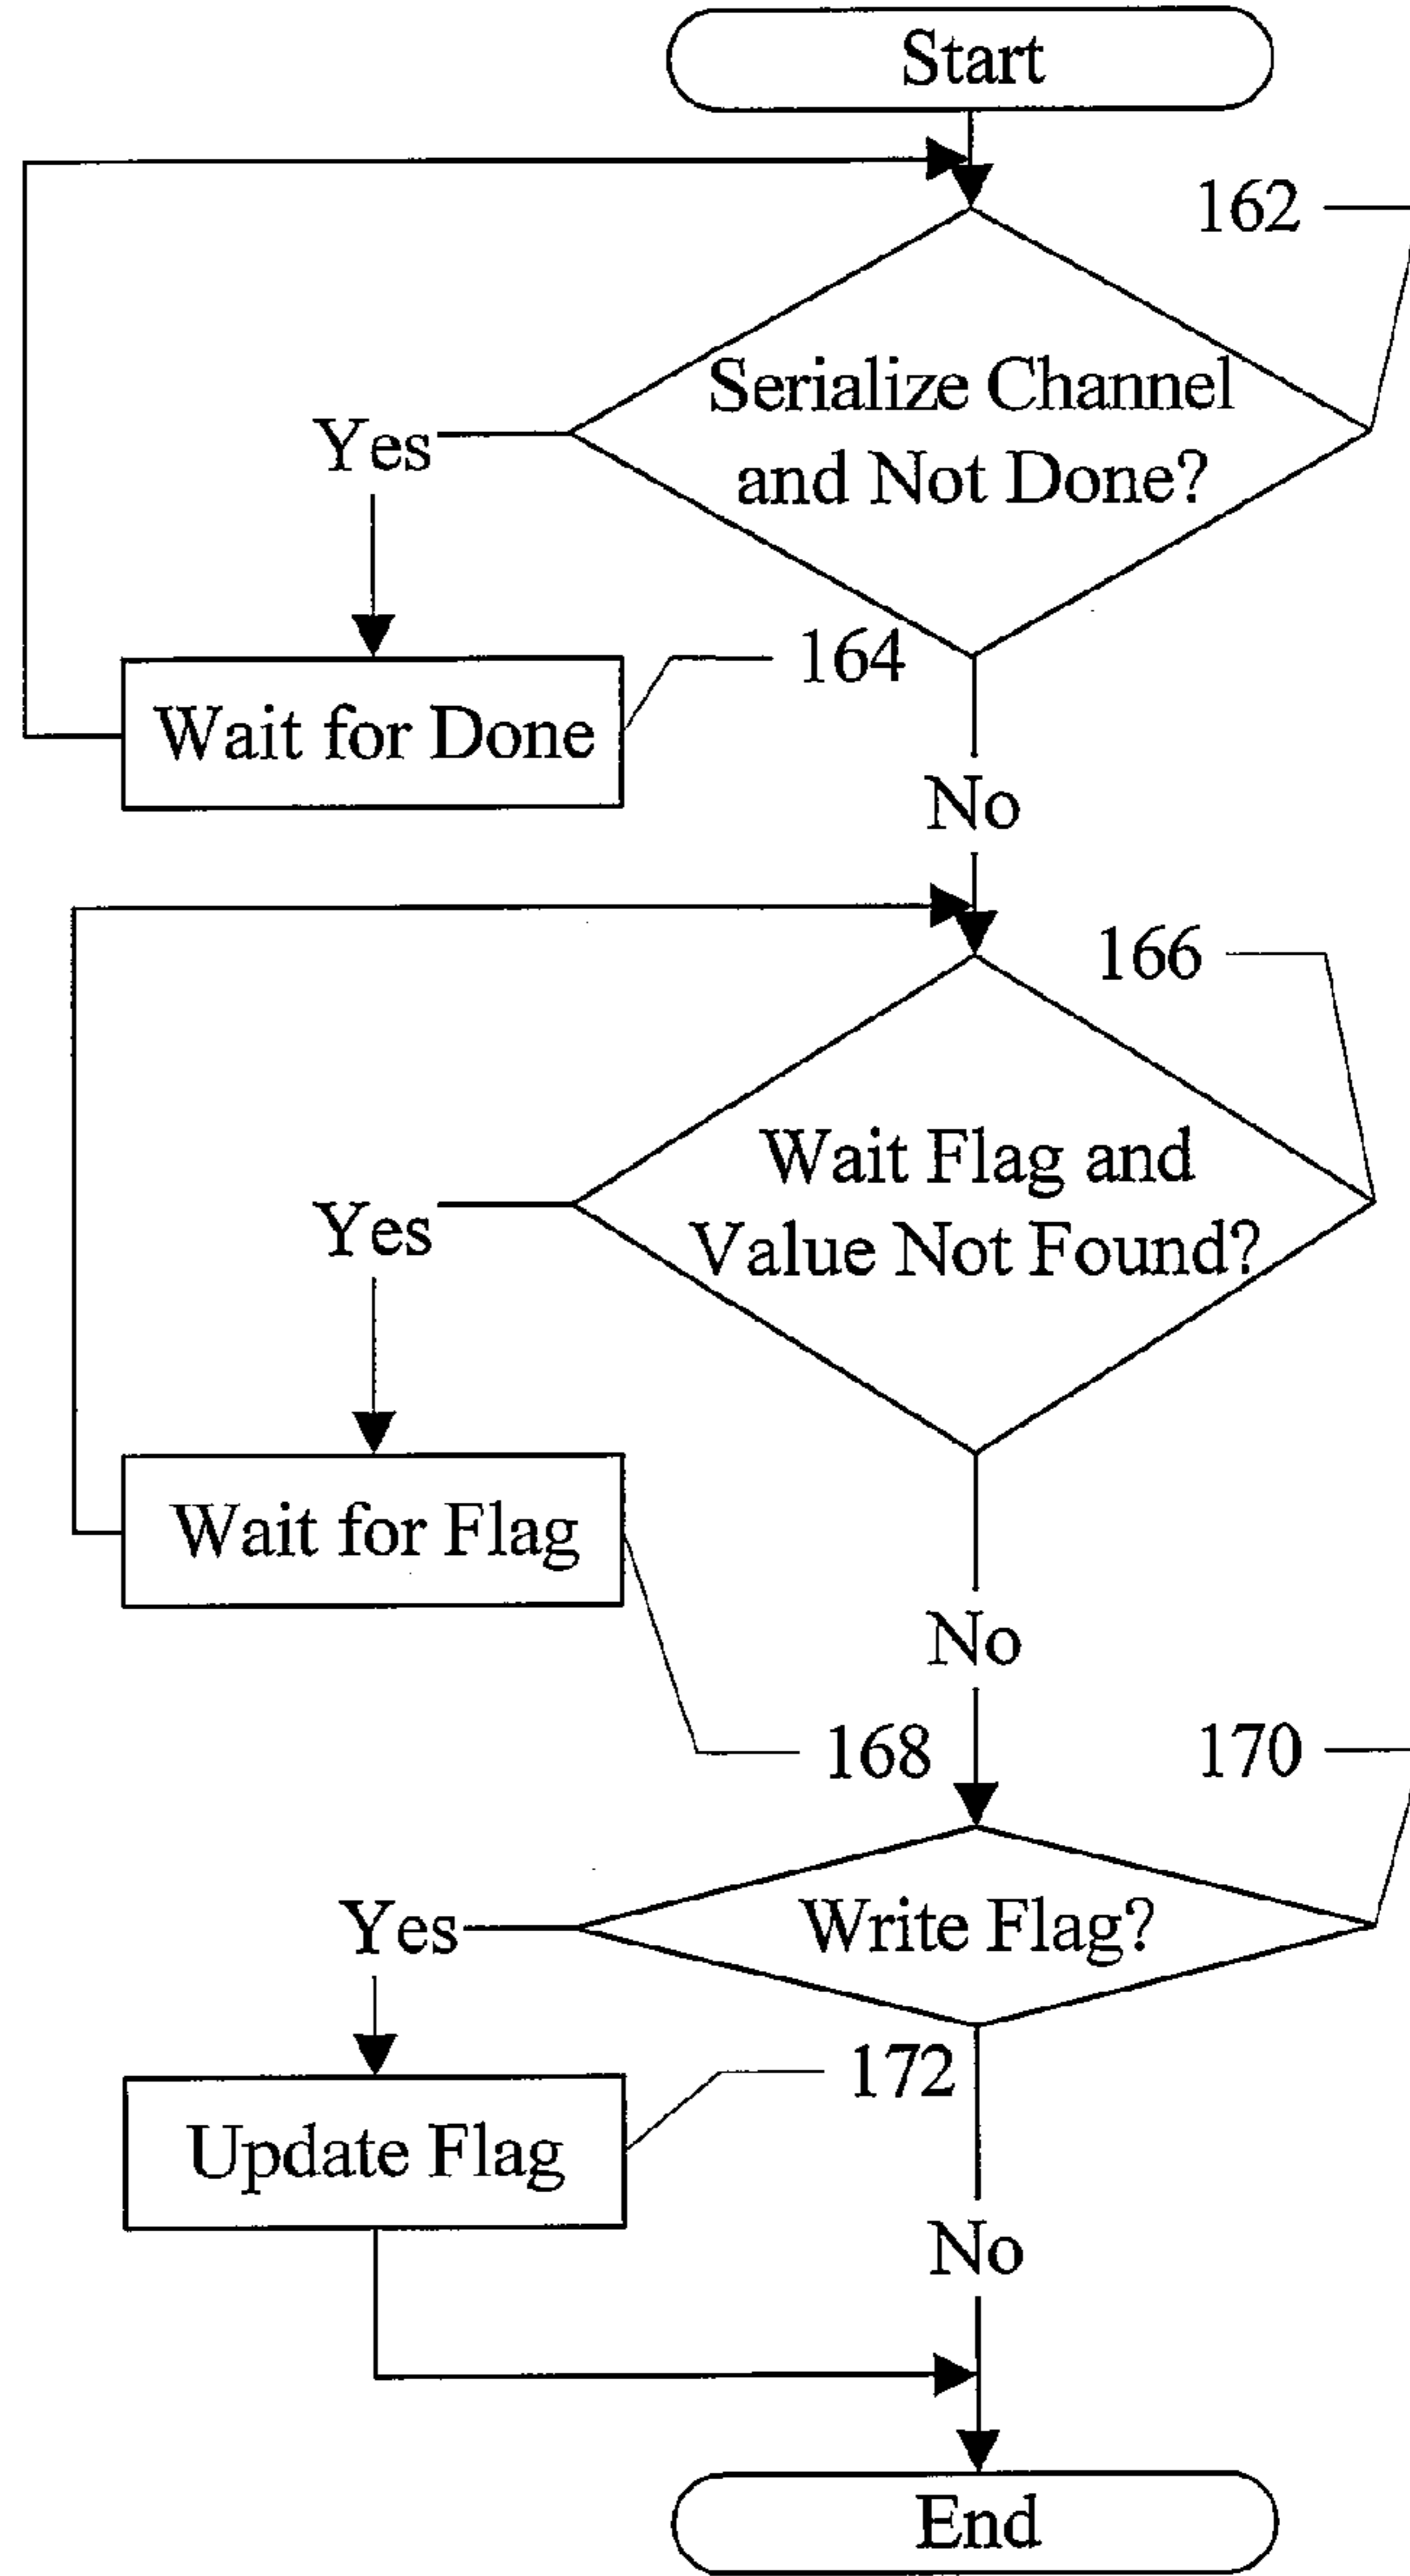 Start
162
Serialize Channel
and Not Done?
Yes
164
Wait for Done
No
166
Wait Flag and
Value Not Found?
Yes
Wait for Flag
No
168
170
Write Flag?
Yes
172
Update Flag
No
End